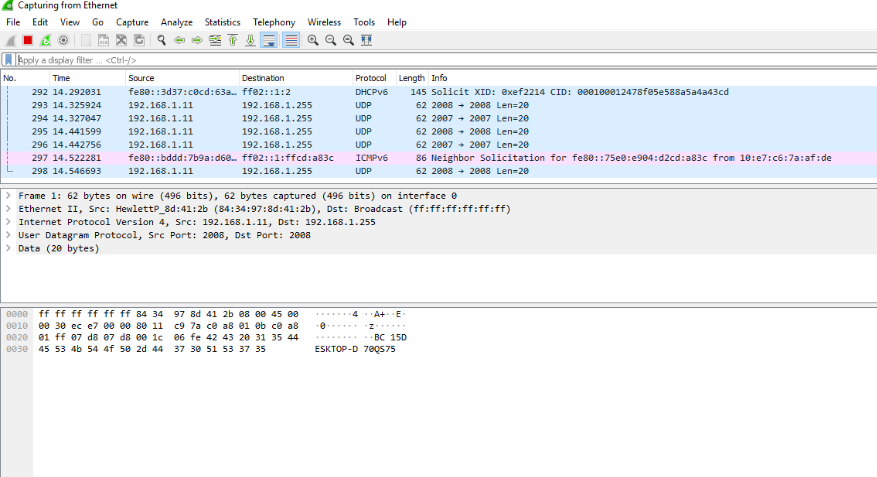 Capturing from Ethernet
File Edit View Go Capture Analyze Statistics Telephony Wireless Tools Help
Apply a display filter ... <Ctrl-/>
No. Time Source Destination Protocol Length Info
292 14.292031 fe80::3d37:c0cd:63a… ff02::1:2 DHCPv6 145 Solicit XID: 0xef2214 CID: 000100012478f05e588a5a4a43cd
293 14.325924 192.168.1.11 192.168.1.255 UDP 62 2008 → 2008 Len=20
294 14.327047 192.168.1.11 192.168.1.255 UDP 62 2007 → 2007 Len=20
295 14.441599 192.168.1.11 192.168.1.255 UDP 62 2008 → 2008 Len=20
296 14.442756 192.168.1.11 192.168.1.255 UDP 62 2007 → 2007 Len=20
297 14.522281 fe80::bddd:7b9a:d60… ff02::1:ffcd:a83c ICMPv6 86 Neighbor Solicitation for fe80::75e0:e904:d2cd:a83c from 10:e7:c6:7a:af:de
298 14.546693 192.168.1.11 192.168.1.255 UDP 62 2008 → 2008 Len=20
Frame 1: 62 bytes on wire (496 bits), 62 bytes captured (496 bits) on interface 0
Ethernet II, Src: HewlettP_8d:41:2b (84:34:97:8d:41:2b), Dst: Broadcast (ff:ff:ff:ff:ff:ff)
Internet Protocol Version 4, Src: 192.168.1.11, Dst: 192.168.1.255
User Datagram Protocol, Src Port: 2008, Dst Port: 2008
Data (20 bytes)
0000 ff ff ff ff ff ff 84 34 97 8d 41 2b 08 00 45 00 ·······4 ··A+··E·
0010 00 30 ec e7 00 00 80 11 c9 7a c0 a8 01 0b c0 a8 ·0······ ·z······
0020 01 ff 07 d8 07 d8 00 1c 06 fe 42 43 20 31 35 44 ········ ··BC 15D
0030 45 53 4b 54 4f 50 2d 44 37 30 51 53 37 35 ESKTOP-D 70QS75